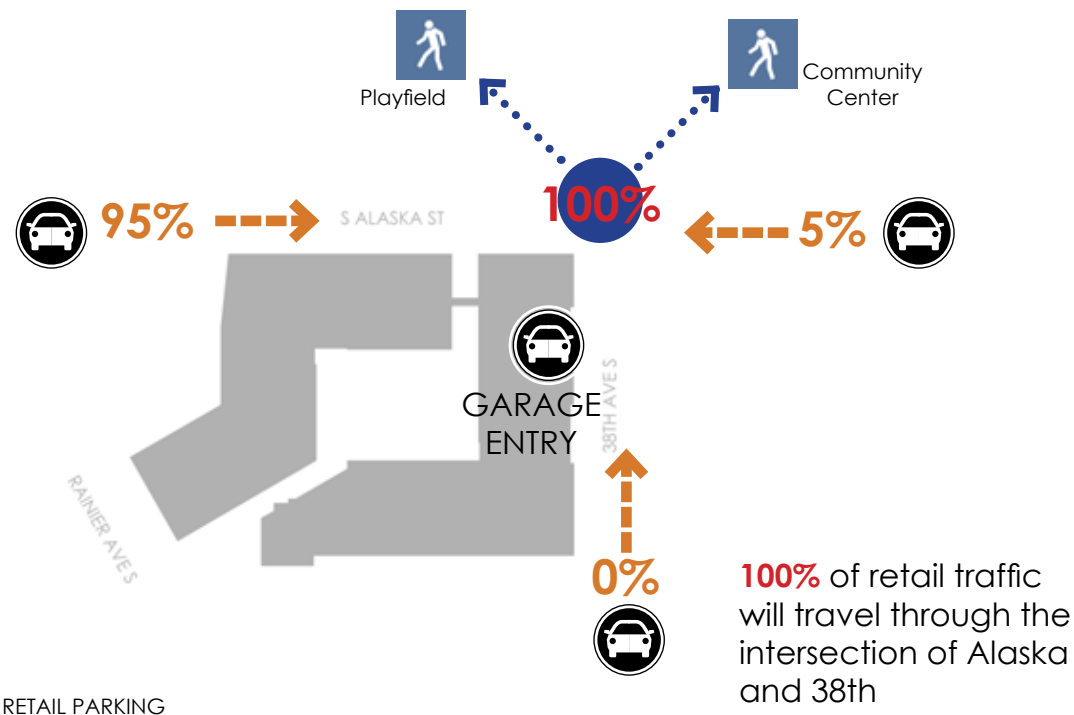 Playfield
Community
Center
95%
S ALASKA ST
100%
5%
GARAGE
ENTRY
38TH AVE S
RAINIER AVE S
0%
100% of retail traffic
will travel through the
intersection of Alaska
and 38th
RETAIL PARKING